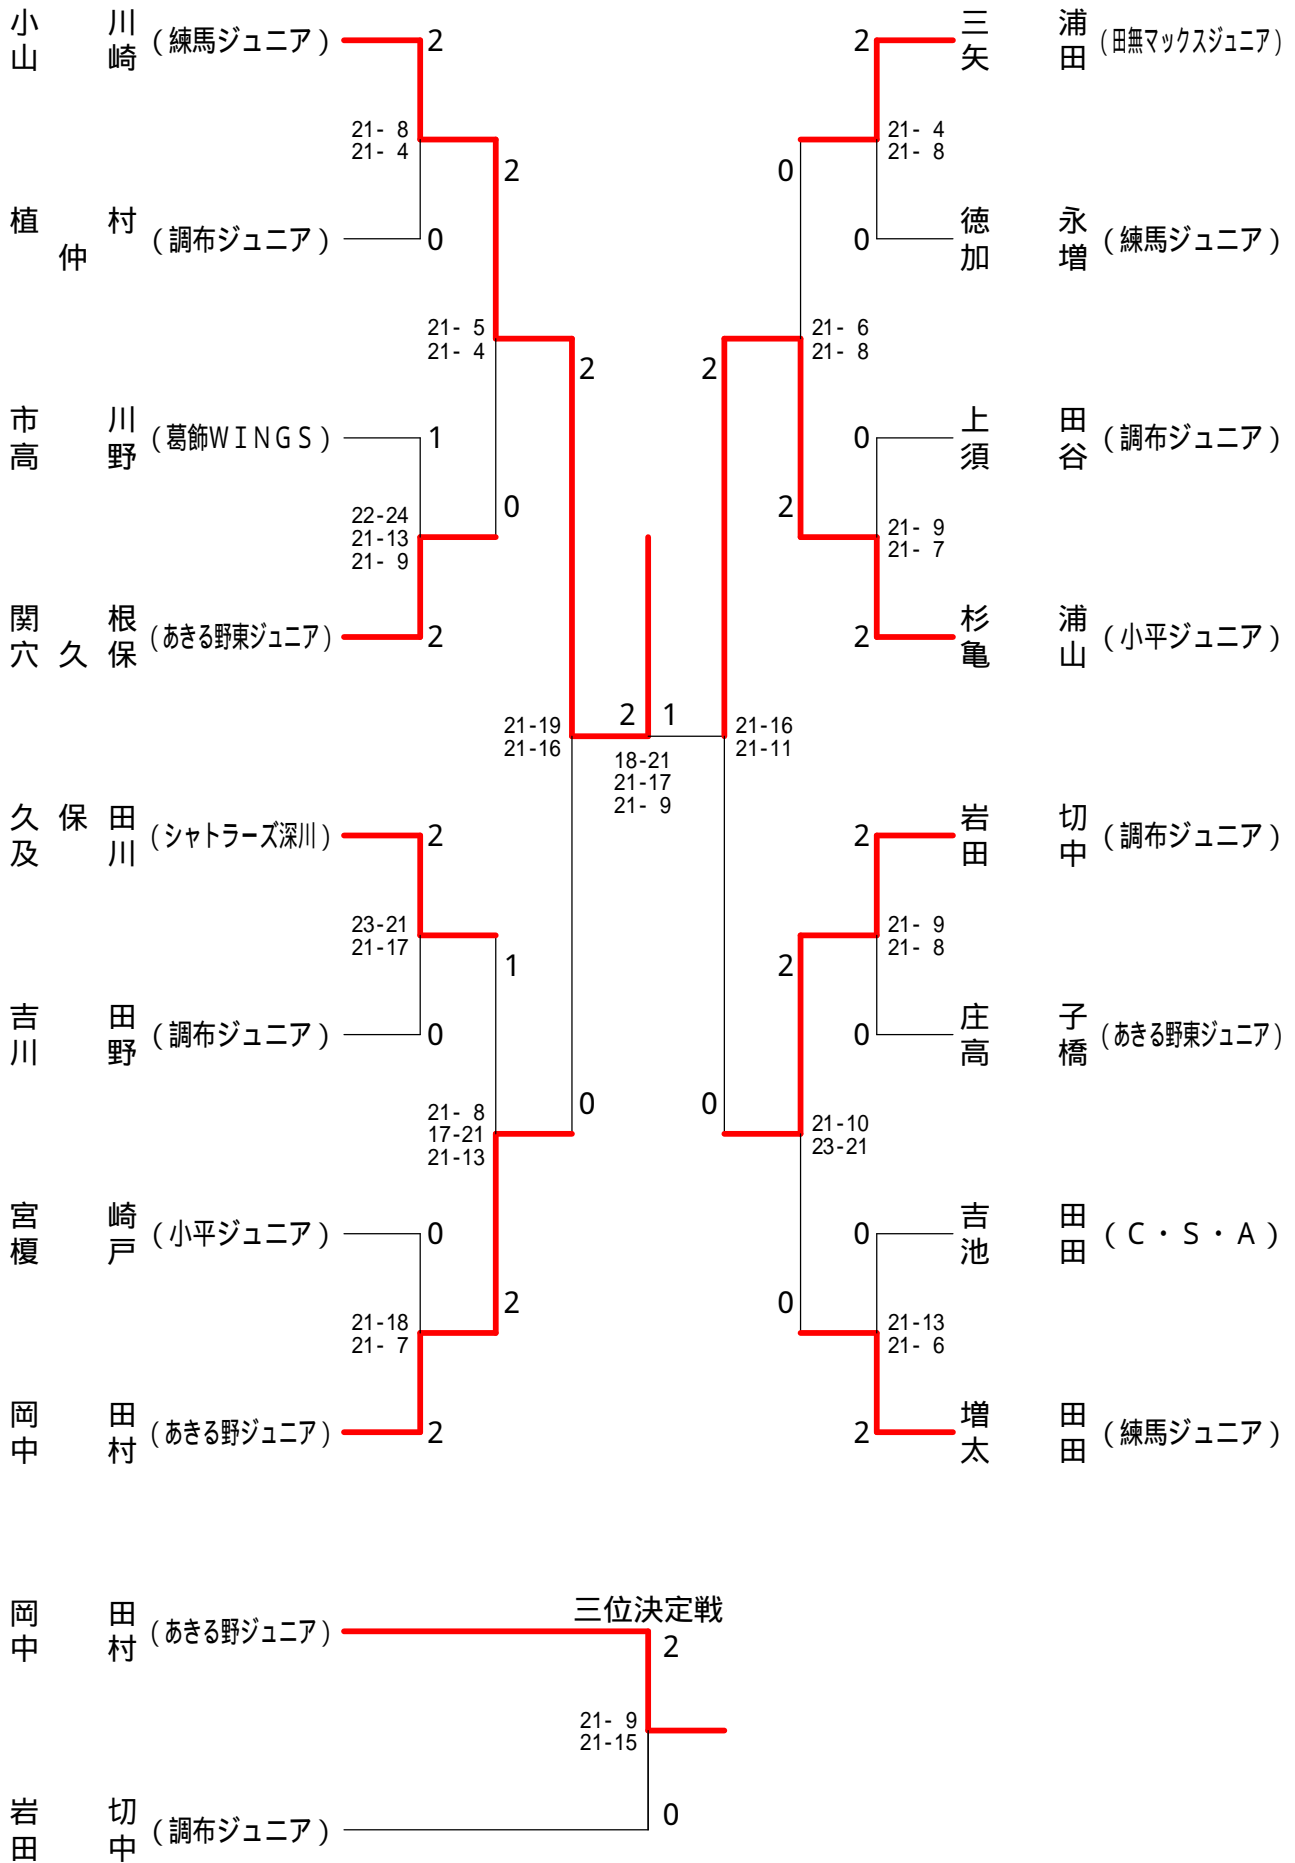 小川 (練馬ジュニア) 2
山崎
21- 8
21- 4
2
植村 (調布ジュニア) 0
仲
21- 5
21- 4
2
市川 (葛飾WINGS) 1
高野
0
22-24
21-13
21- 9
関根 (あきる野東ジュニア) 2
穴久保
21-19
21-16
久保田 (シャトラーズ深川) 2
及川
23-21
21-17
1
吉田 (調布ジュニア) 0
川野
21- 8
17-21
21-13
0
宮崎 (小平ジュニア) 0
榎戸
2
21-18
21- 7
岡田 (あきる野ジュニア) 2
中村
2 1
18-21
21-17
21- 9
2 三浦 (田無マックスジュニア)
矢田
21- 4
21- 8
0
0 徳永 (練馬ジュニア)
加増
21- 6
21- 8
2
0 上田 (調布ジュニア)
須谷
2
21- 9
21- 7
2 杉浦 (小平ジュニア)
亀山
21-16
21-11
2 岩切 (調布ジュニア)
田中
21- 9
21- 8
2
0 庄子 (あきる野東ジュニア)
高橋
0
21-10
23-21
0 吉田 (C・S・A)
池田
0
21-13
21- 6
2 増田 (練馬ジュニア)
太田
三位決定戦
岡田 (あきる野ジュニア) 2
中村
21- 9
21-15
岩切 (調布ジュニア) 0
田中